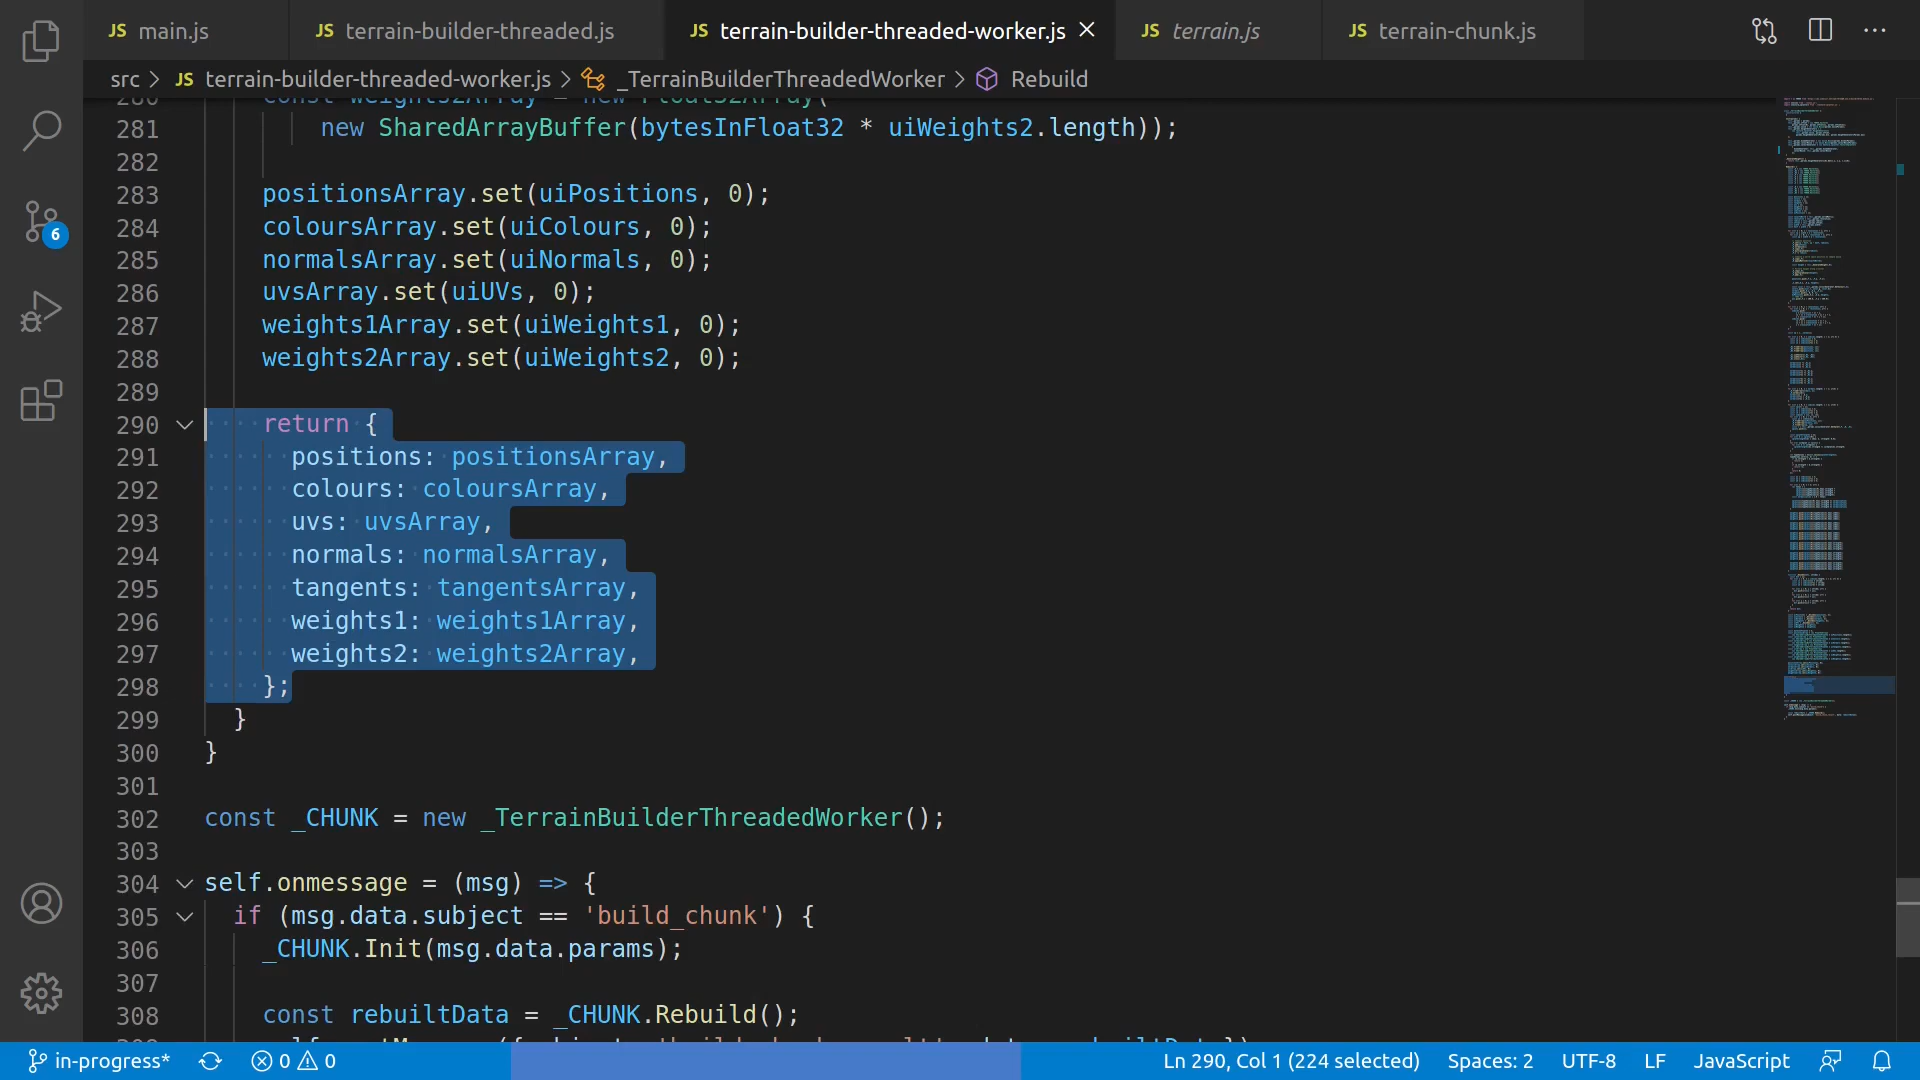 JS main.js
JS terrain-builder-threaded.js
JS terrain-builder-threaded-worker.js
JS terrain.js
JS terrain-chunk.js
src > JS terrain-builder-threaded-worker.js > _TerrainBuilderThreadedWorker > Rebuild
280 const weights2Array = new Float32Array(
281 new SharedArrayBuffer(bytesInFloat32 * uiWeights2.length));
282
283 positionsArray.set(uiPositions, 0);
284 coloursArray.set(uiColours, 0);
285 normalsArray.set(uiNormals, 0);
286 uvsArray.set(uiUVs, 0);
287 weights1Array.set(uiWeights1, 0);
288 weights2Array.set(uiWeights2, 0);
289
290 return {
291 positions: positionsArray,
292 colours: coloursArray,
293 uvs: uvsArray,
294 normals: normalsArray,
295 tangents: tangentsArray,
296 weights1: weights1Array,
297 weights2: weights2Array,
298 };
299 }
300 }
301
302 const _CHUNK = new _TerrainBuilderThreadedWorker();
303
304 self.onmessage = (msg) => {
305 if (msg.data.subject == 'build_chunk') {
306 _CHUNK.Init(msg.data.params);
307
308 const rebuiltData = _CHUNK.Rebuild();
6
in-progress* 0 0 Ln 290, Col 1 (224 selected) Spaces: 2 UTF-8 LF JavaScript